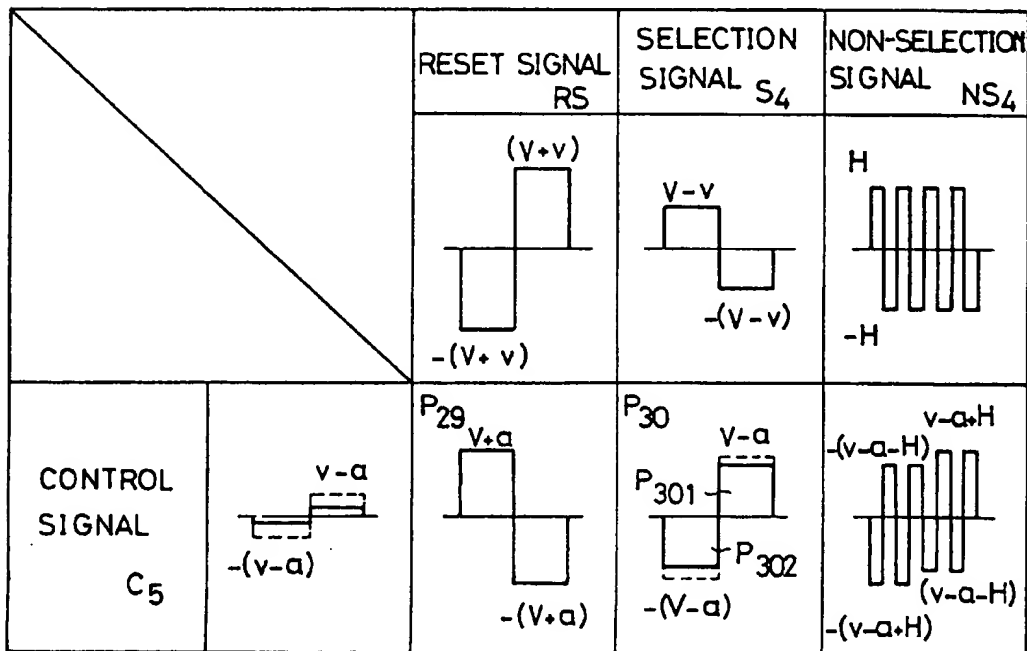 RESET SIGNAL
RS
SELECTION
SIGNAL S4
NON-SELECTION
SIGNAL NS4
(V+v)
-(V+v)
V-v
-(V-v)
H
-H
CONTROL
SIGNAL
C5
v-a
-(v-a)
P29
V+a
-(V+a)
P30
V-a
P301
P302
-(V-a)
v-a+H
-(v-a-H)
(v-a-H)
-(v-a+H)